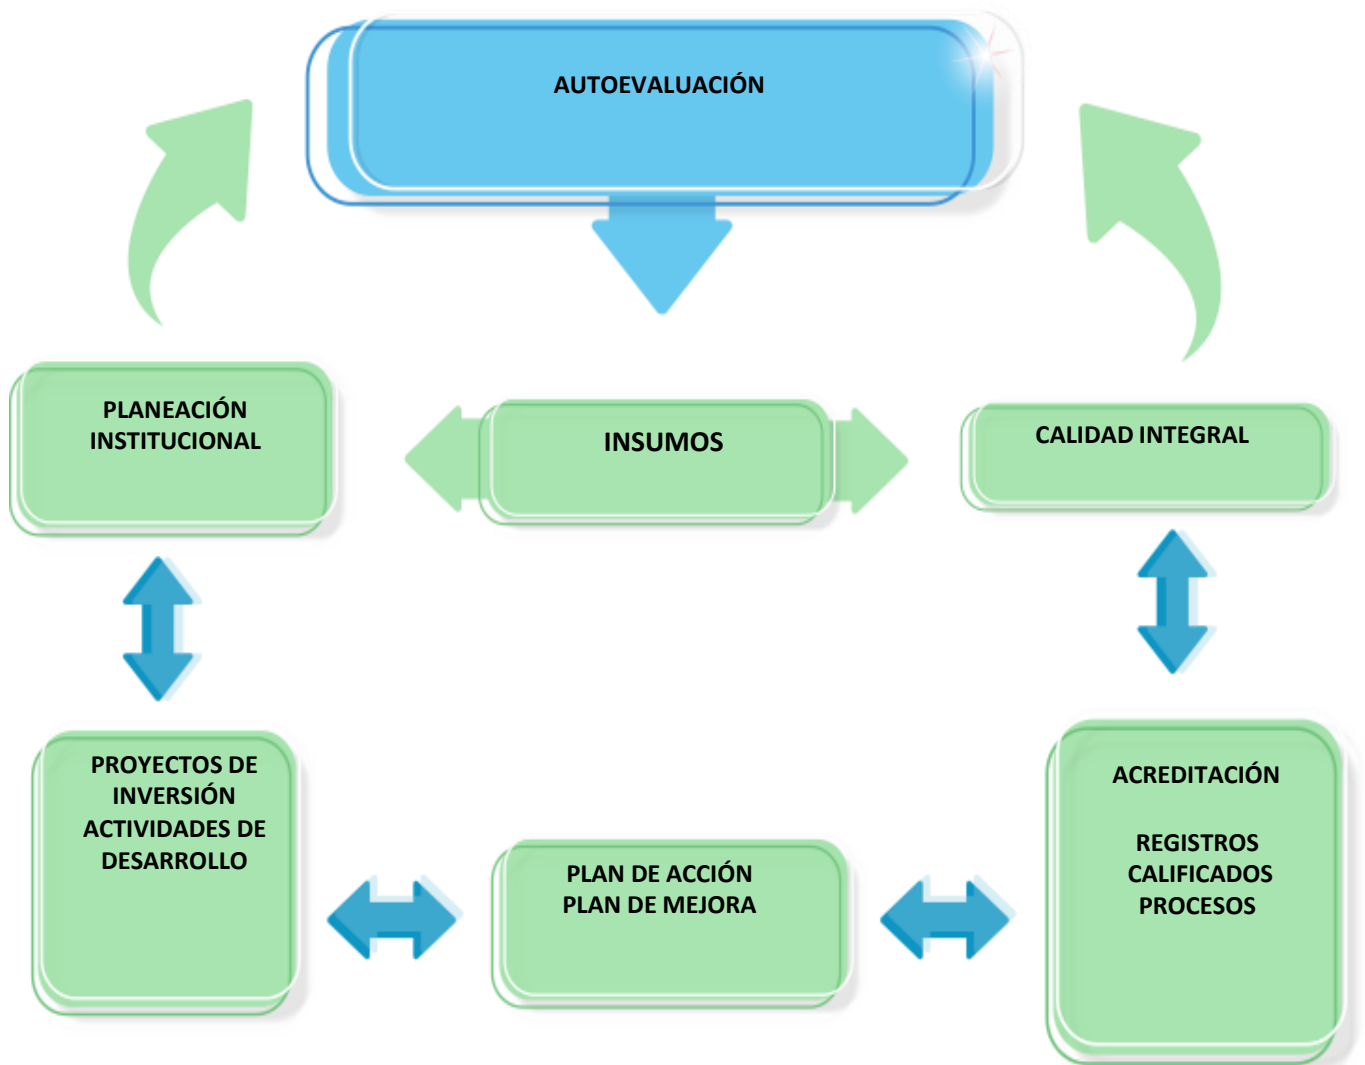 AUTOEVALUACIÓN
PLANEACIÓN
INSTITUCIONAL
INSUMOS
CALIDAD INTEGRAL
PROYECTOS DE
INVERSIÓN
ACTIVIDADES DE
DESARROLLO
PLAN DE ACCIÓN
PLAN DE MEJORA
ACREDITACIÓN
REGISTROS
CALIFICADOS
PROCESOS